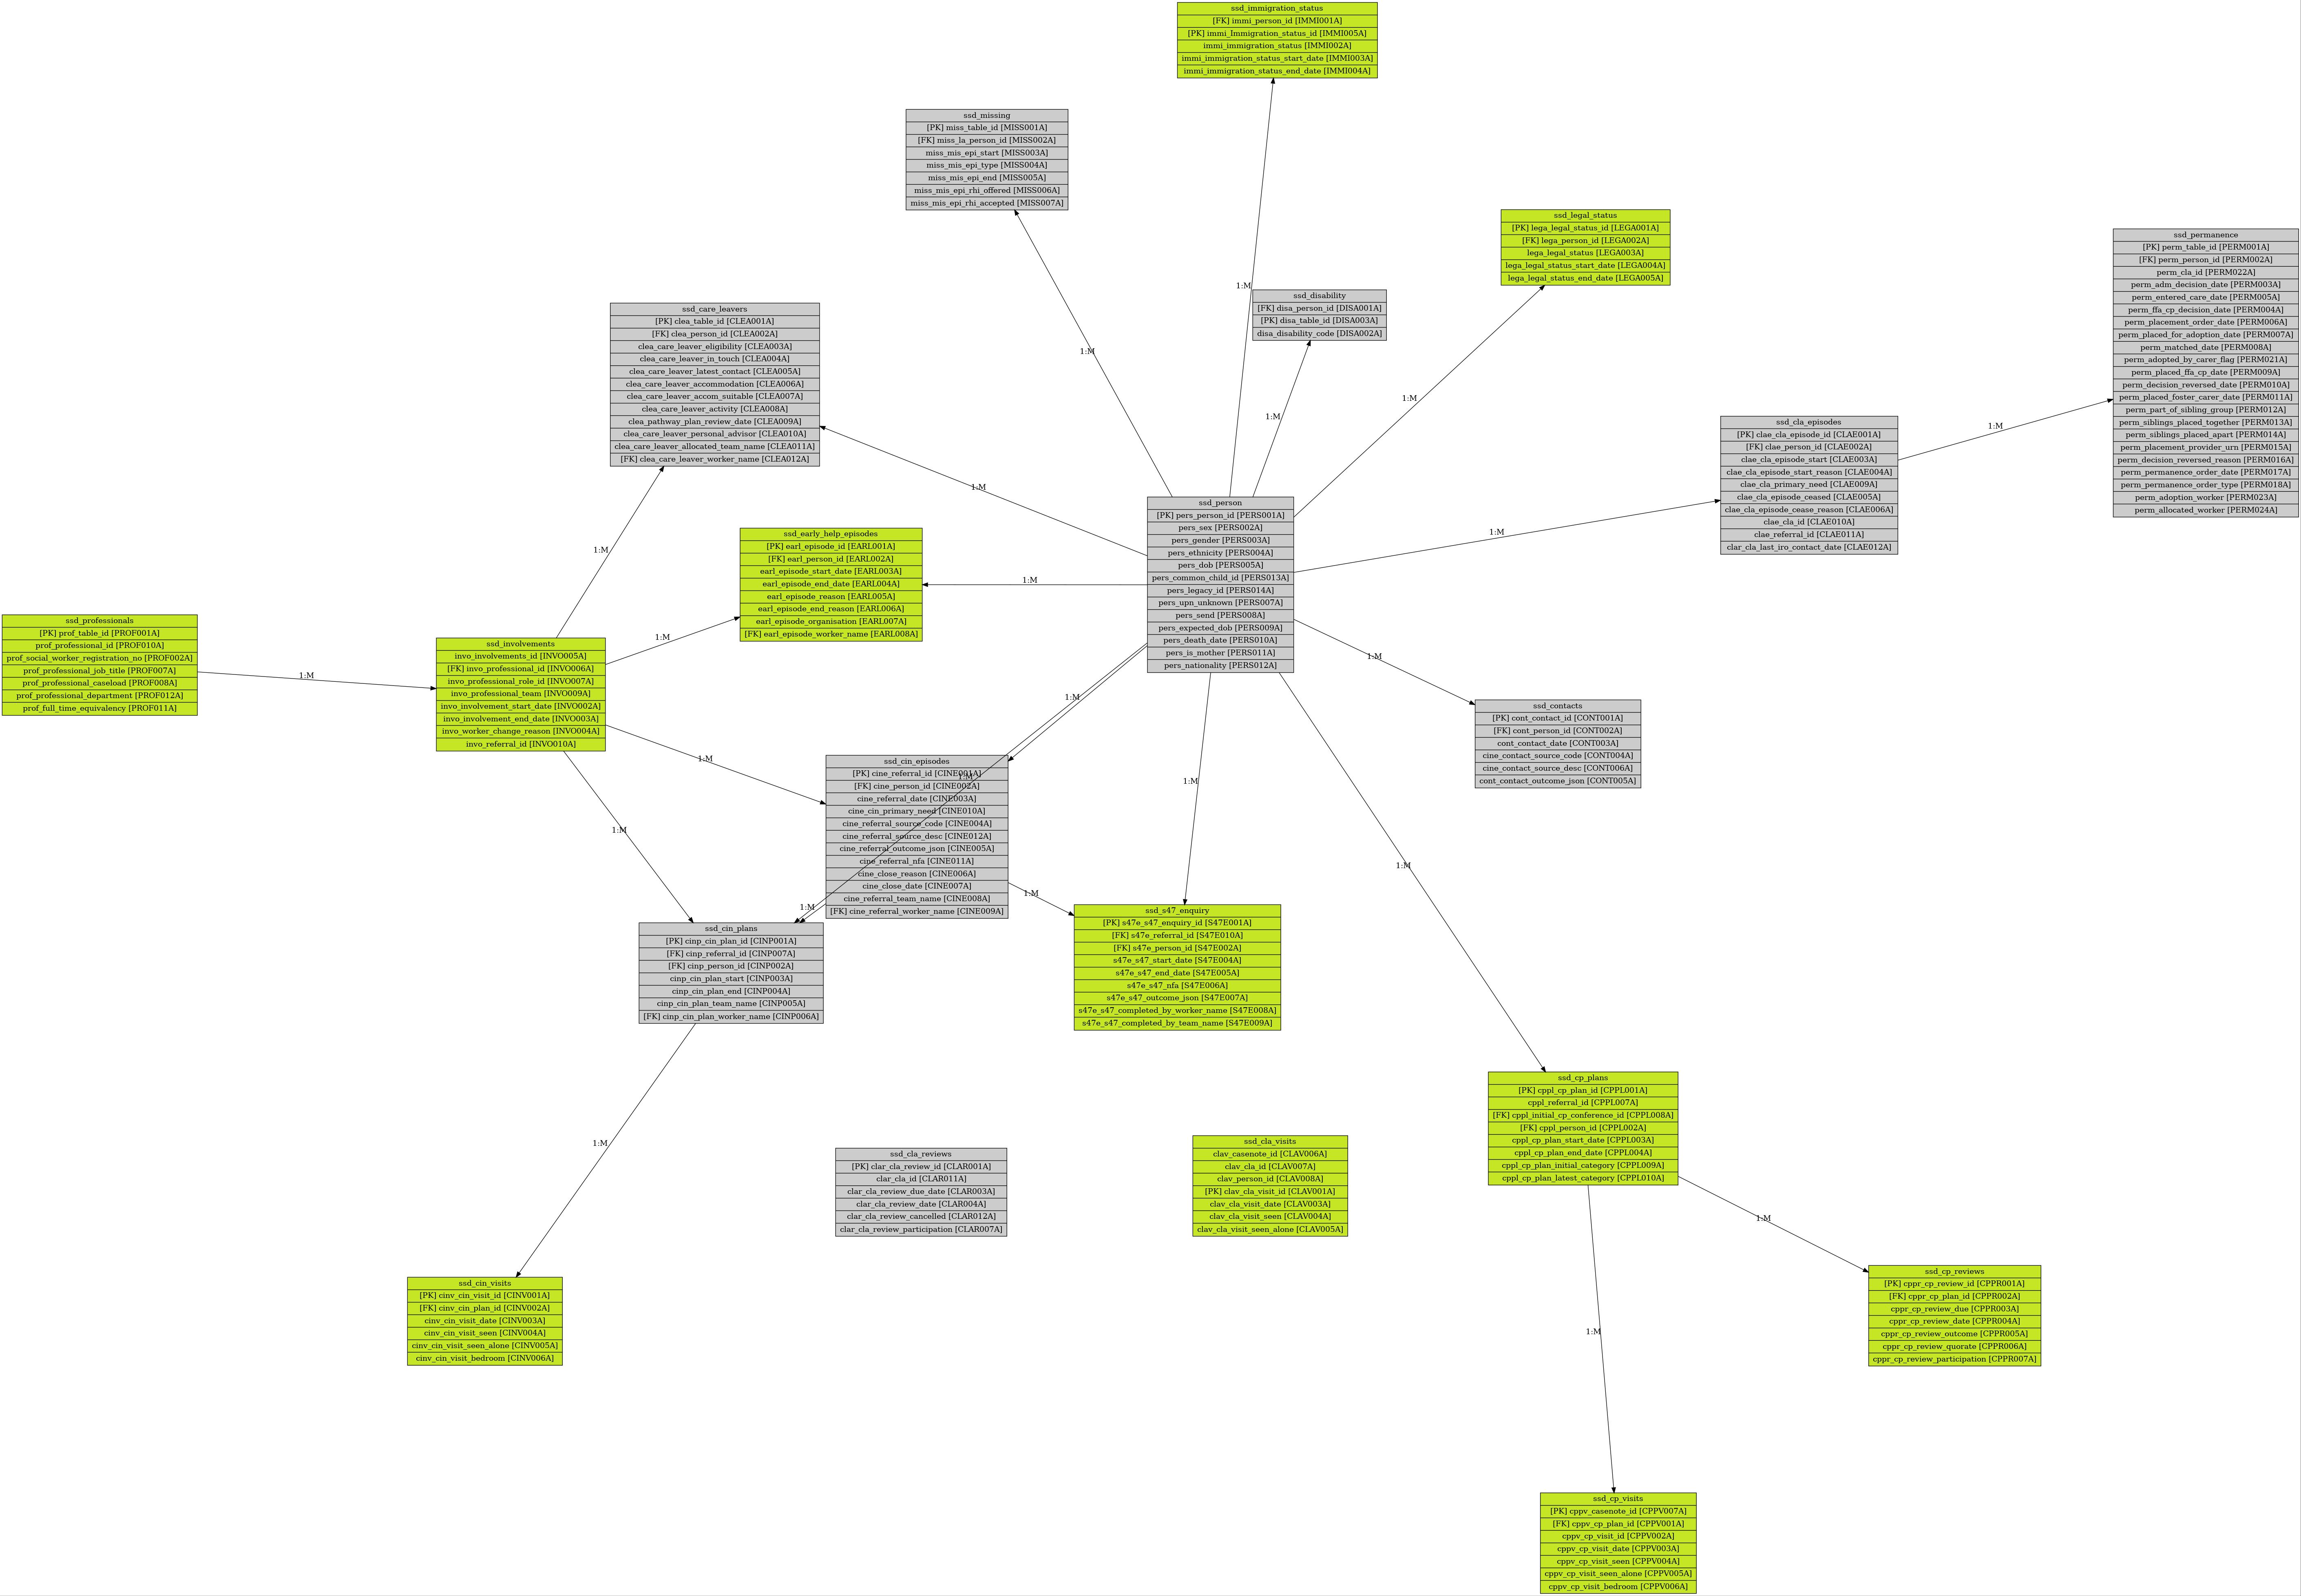 ssd_immigration_status
[FK] immi_person_id [IMMI001A]
[PK] immi_Immigration_status_id [IMMI005A]
immi_immigration_status [IMMI002A]
immi_immigration_status_start_date [IMMI003A]
immi_immigration_status_end_date [IMMI004A]
ssd_missing
[PK] miss_table_id [MISS001A]
[FK] miss_la_person_id [MISS002A]
miss_mis_epi_start [MISS003A]
miss_mis_epi_type [MISS004A]
miss_mis_epi_end [MISS005A]
miss_mis_epi_rhi_offered [MISS006A]
miss_mis_epi_rhi_accepted [MISS007A]
ssd_legal_status
[PK] lega_legal_status_id [LEGA001A]
[FK] lega_person_id [LEGA002A]
lega_legal_status [LEGA003A]
lega_legal_status_start_date [LEGA004A]
lega_legal_status_end_date [LEGA005A]
ssd_permanence
[PK] perm_table_id [PERM001A]
[FK] perm_person_id [PERM002A]
perm_cla_id [PERM022A]
perm_adm_decision_date [PERM003A]
perm_entered_care_date [PERM005A]
perm_ffa_cp_decision_date [PERM004A]
perm_placement_order_date [PERM006A]
perm_placed_for_adoption_date [PERM007A]
perm_matched_date [PERM008A]
perm_adopted_by_carer_flag [PERM021A]
perm_placed_ffa_cp_date [PERM009A]
perm_decision_reversed_date [PERM010A]
perm_placed_foster_carer_date [PERM011A]
perm_part_of_sibling_group [PERM012A]
perm_siblings_placed_together [PERM013A]
perm_siblings_placed_apart [PERM014A]
perm_placement_provider_urn [PERM015A]
perm_decision_reversed_reason [PERM016A]
perm_permanence_order_date [PERM017A]
perm_permanence_order_type [PERM018A]
perm_adoption_worker [PERM023A]
perm_allocated_worker [PERM024A]
1:M
ssd_disability
[FK] disa_person_id [DISA001A]
[PK] disa_table_id [DISA003A]
disa_disability_code [DISA002A]
ssd_care_leavers
[PK] clea_table_id [CLEA001A]
[FK] clea_person_id [CLEA002A]
clea_care_leaver_eligibility [CLEA003A]
clea_care_leaver_in_touch [CLEA004A]
clea_care_leaver_latest_contact [CLEA005A]
clea_care_leaver_accommodation [CLEA006A]
clea_care_leaver_accom_suitable [CLEA007A]
clea_care_leaver_activity [CLEA008A]
clea_pathway_plan_review_date [CLEA009A]
clea_care_leaver_personal_advisor [CLEA010A]
clea_care_leaver_allocated_team_name [CLEA011A]
[FK] clea_care_leaver_worker_name [CLEA012A]
1:M
1:M
1:M
ssd_cla_episodes
[PK] clae_cla_episode_id [CLAE001A]
[FK] clae_person_id [CLAE002A]
clae_cla_episode_start [CLAE003A]
clae_cla_episode_start_reason [CLAE004A]
clae_cla_primary_need [CLAE009A]
clae_cla_episode_ceased [CLAE005A]
clae_cla_episode_cease_reason [CLAE006A]
clae_cla_id [CLAE010A]
clae_referral_id [CLAE011A]
clar_cla_last_iro_contact_date [CLAE012A]
1:M
1:M
ssd_person
[PK] pers_person_id [PERS001A]
pers_sex [PERS002A]
pers_gender [PERS003A]
pers_ethnicity [PERS004A]
pers_dob [PERS005A]
pers_common_child_id [PERS013A]
pers_legacy_id [PERS014A]
pers_upn_unknown [PERS007A]
pers_send [PERS008A]
pers_expected_dob [PERS009A]
pers_death_date [PERS010A]
pers_is_mother [PERS011A]
pers_nationality [PERS012A]
1:M
ssd_early_help_episodes
[PK] earl_episode_id [EARL001A]
[FK] earl_person_id [EARL002A]
earl_episode_start_date [EARL003A]
earl_episode_end_date [EARL004A]
earl_episode_reason [EARL005A]
earl_episode_end_reason [EARL006A]
earl_episode_organisation [EARL007A]
[FK] earl_episode_worker_name [EARL008A]
1:M
1:M
ssd_professionals
[PK] prof_table_id [PROF001A]
prof_professional_id [PROF010A]
prof_social_worker_registration_no [PROF002A]
prof_professional_job_title [PROF007A]
prof_professional_caseload [PROF008A]
prof_professional_department [PROF012A]
prof_full_time_equivalency [PROF011A]
1:M
ssd_involvements
invo_involvements_id [INVO005A]
[FK] invo_professional_id [INVO006A]
invo_professional_role_id [INVO007A]
invo_professional_team [INVO009A]
invo_involvement_start_date [INVO002A]
invo_involvement_end_date [INVO003A]
invo_worker_change_reason [INVO004A]
invo_referral_id [INVO010A]
1:M
1:M
1:M
ssd_contacts
[PK] cont_contact_id [CONT001A]
[FK] cont_person_id [CONT002A]
cont_contact_date [CONT003A]
cine_contact_source_code [CONT004A]
cine_contact_source_desc [CONT006A]
cont_contact_outcome_json [CONT005A]
1:M
1:M
ssd_cin_episodes
[PK] cine_referral_id [CINE001A]
1:M
[FK] cine_person_id [CINE002A]
cine_referral_date [CINE003A]
cine_cin_primary_need [CINE010A]
cine_referral_source_code [CINE004A]
cine_referral_source_desc [CINE012A]
cine_referral_outcome_json [CINE005A]
cine_referral_nfa [CINE011A]
cine_close_reason [CINE006A]
cine_close_date [CINE007A]
cine_referral_team_name [CINE008A]
[FK] cine_referral_worker_name [CINE009A]
1:M
1:M
1:M
1:M
1:M
ssd_s47_enquiry
[PK] s47e_s47_enquiry_id [S47E001A]
[FK] s47e_referral_id [S47E010A]
[FK] s47e_person_id [S47E002A]
s47e_s47_start_date [S47E004A]
s47e_s47_end_date [S47E005A]
s47e_s47_nfa [S47E006A]
s47e_s47_outcome_json [S47E007A]
s47e_s47_completed_by_worker_name [S47E008A]
s47e_s47_completed_by_team_name [S47E009A]
ssd_cin_plans
[PK] cinp_cin_plan_id [CINP001A]
[FK] cinp_referral_id [CINP007A]
[FK] cinp_person_id [CINP002A]
cinp_cin_plan_start [CINP003A]
cinp_cin_plan_end [CINP004A]
cinp_cin_plan_team_name [CINP005A]
[FK] cinp_cin_plan_worker_name [CINP006A]
ssd_cp_plans
[PK] cppl_cp_plan_id [CPPL001A]
cppl_referral_id [CPPL007A]
[FK] cppl_initial_cp_conference_id [CPPL008A]
[FK] cppl_person_id [CPPL002A]
cppl_cp_plan_start_date [CPPL003A]
cppl_cp_plan_end_date [CPPL004A]
cppl_cp_plan_initial_category [CPPL009A]
cppl_cp_plan_latest_category [CPPL010A]
1:M
ssd_cla_reviews
[PK] clar_cla_review_id [CLAR001A]
clar_cla_id [CLAR011A]
clar_cla_review_due_date [CLAR003A]
clar_cla_review_date [CLAR004A]
clar_cla_review_cancelled [CLAR012A]
clar_cla_review_participation [CLAR007A]
ssd_cla_visits
clav_casenote_id [CLAV006A]
clav_cla_id [CLAV007A]
clav_person_id [CLAV008A]
[PK] clav_cla_visit_id [CLAV001A]
clav_cla_visit_date [CLAV003A]
clav_cla_visit_seen [CLAV004A]
clav_cla_visit_seen_alone [CLAV005A]
1:M
ssd_cin_visits
[PK] cinv_cin_visit_id [CINV001A]
[FK] cinv_cin_plan_id [CINV002A]
cinv_cin_visit_date [CINV003A]
cinv_cin_visit_seen [CINV004A]
cinv_cin_visit_seen_alone [CINV005A]
cinv_cin_visit_bedroom [CINV006A]
ssd_cp_reviews
[PK] cppr_cp_review_id [CPPR001A]
[FK] cppr_cp_plan_id [CPPR002A]
cppr_cp_review_due [CPPR003A]
cppr_cp_review_date [CPPR004A]
cppr_cp_review_outcome [CPPR005A]
cppr_cp_review_quorate [CPPR006A]
cppr_cp_review_participation [CPPR007A]
1:M
ssd_cp_visits
[PK] cppv_casenote_id [CPPV007A]
[FK] cppv_cp_plan_id [CPPV001A]
cppv_cp_visit_id [CPPV002A]
cppv_cp_visit_date [CPPV003A]
cppv_cp_visit_seen [CPPV004A]
cppv_cp_visit_seen_alone [CPPV005A]
cppv_cp_visit_bedroom [CPPV006A]